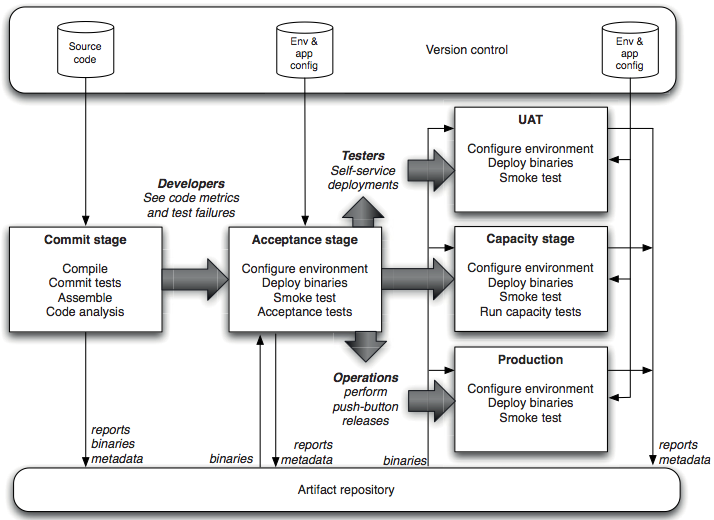 Source
code
Env &
app
config
Version control
Env &
app
config
Developers
See code metrics
and test failures
Testers
Self-service
deployments
UAT
Configure environment
Deploy binaries
Smoke test
Commit stage
Compile
Commit tests
Assemble
Code analysis
Acceptance stage
Configure environment
Deploy binaries
Smoke test
Acceptance tests
Capacity stage
Configure environment
Deploy binaries
Smoke test
Run capacity tests
Operations
perform
push-button
releases
Production
Configure environment
Deploy binaries
Smoke test
reports
binaries
metadata
binaries
reports
metadata
binaries
reports
metadata
Artifact repository